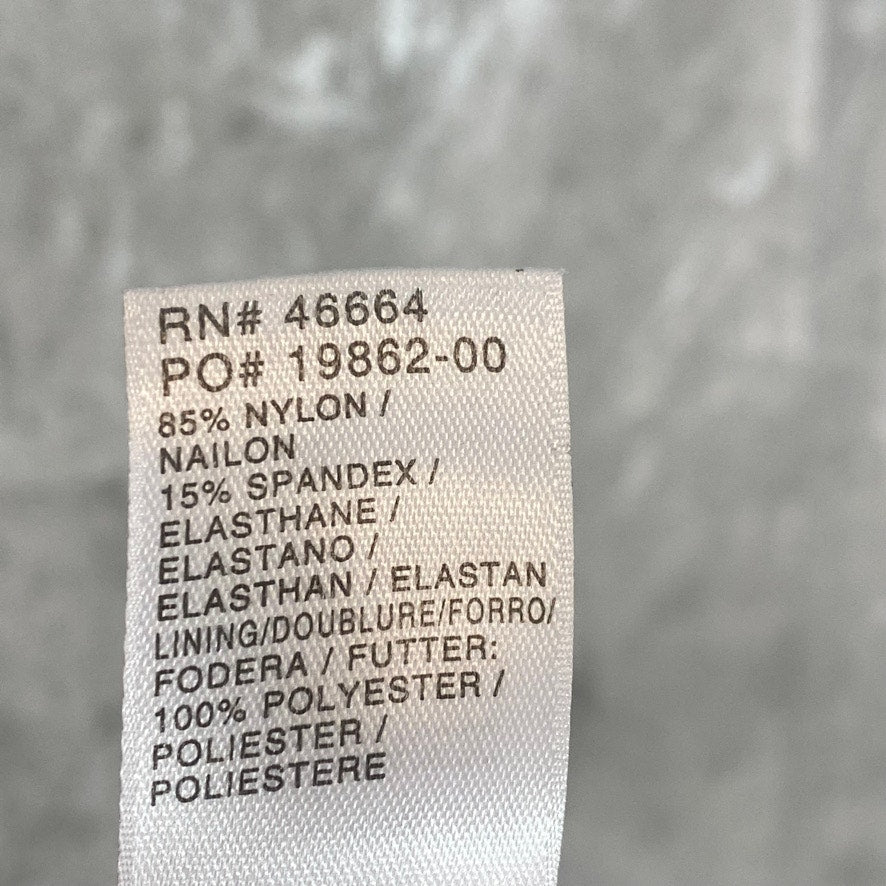 RN# 46664
PO# 19862-00
85% NYLON /
NAILON
15% SPANDEX /
ELASTHANE /
ELASTANO /
ELASTHAN / ELASTAN
LINING/DOUBLURE/FORRO/
FODERA / FUTTER:
100% POLYESTER /
POLIESTER /
POLIESTERE